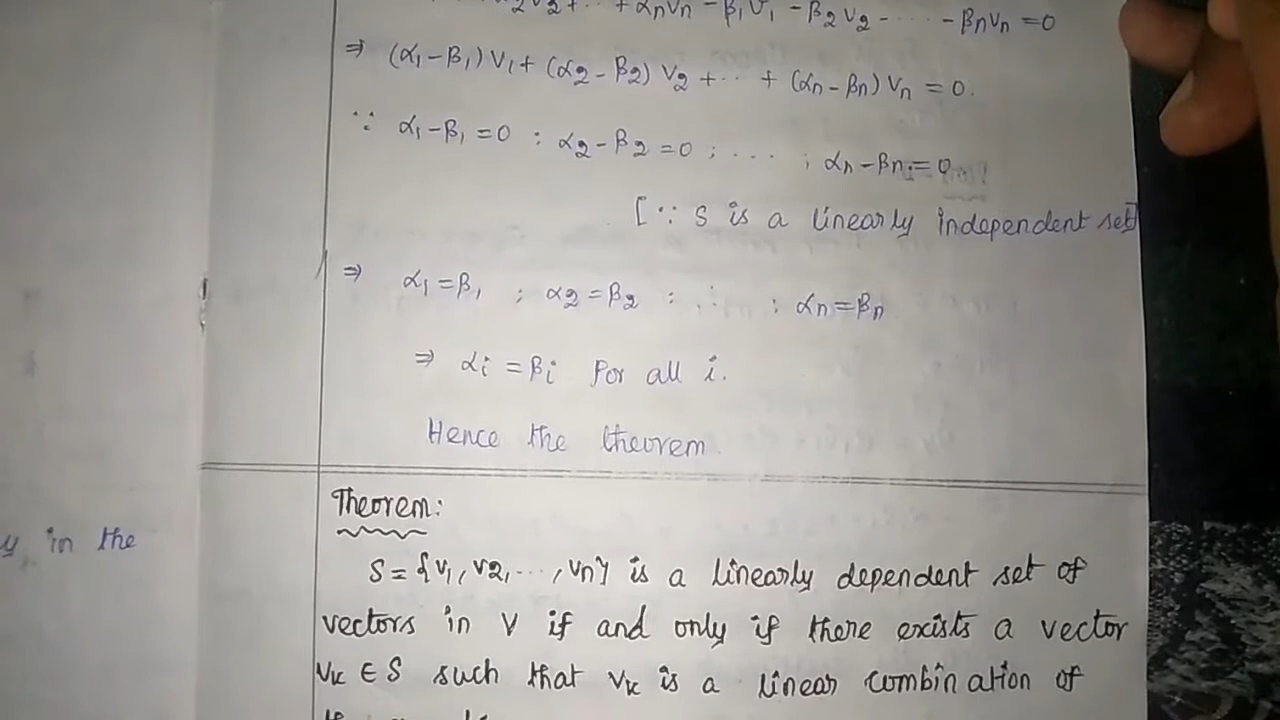 α2V2 + ... + αnVn - β1V1 - β2V2 - ..... - βnVn = 0
⇒ (α1-β1) V1 + (α2-β2) V2 + ... + (αn-βn) Vn = 0.
∵ α1-β1 = 0 ; α2-β2 = 0 ; .... ; αn-βn = 0
[∵ S is a linearly independent set]
⇒ α1 = β1 ; α2 = β2 ; ... ; αn = βn
⇒ αi = βi for all i.
Hence the theorem.
Theorem:
y in the
S = {V1, V2, ..., Vn} is a linearly dependent set of
vectors in V if and only if there exists a vector
Vk ∈ S such that Vk is a linear combination of